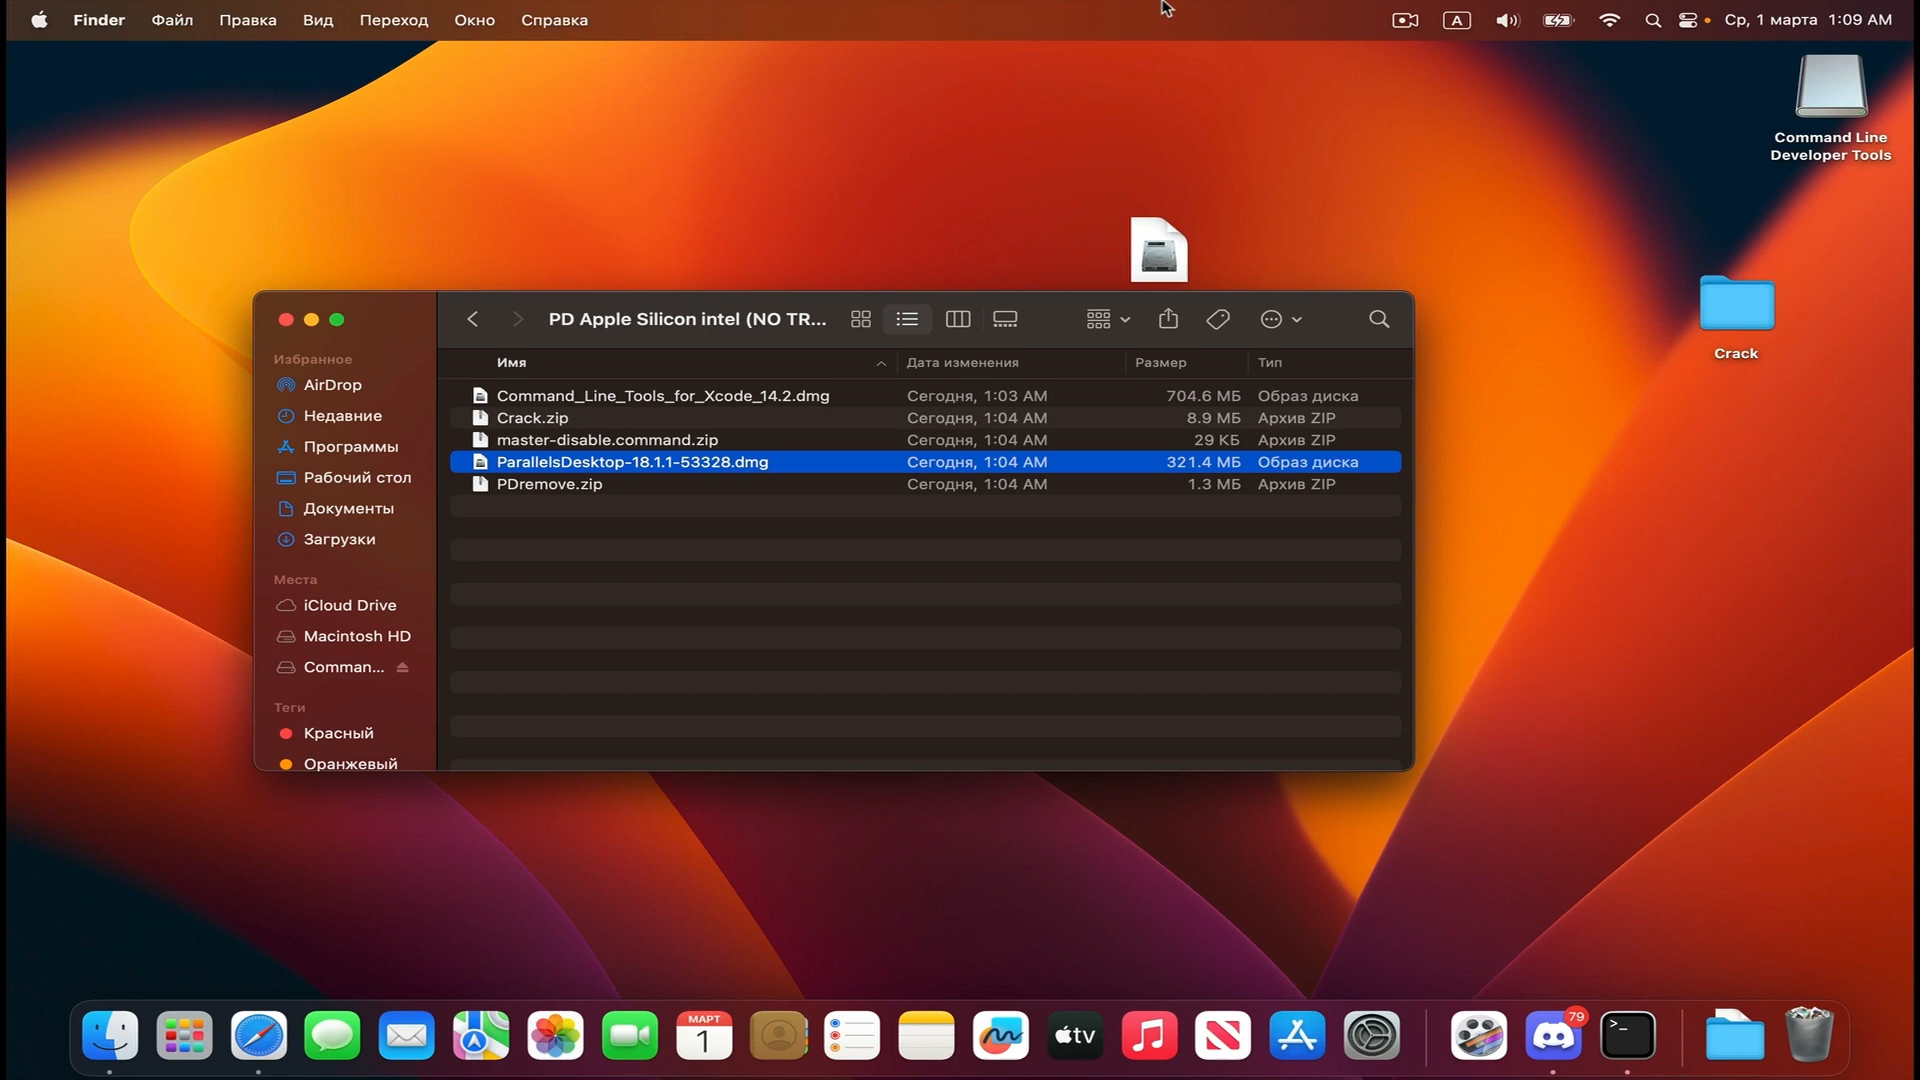 Finder Файл Правка Вид Переход Окно Справка A Ср, 1 марта 1:09 AM
Command Line
Developer Tools
Crack
PD Apple Silicon intel (NO TR...
Избранное
AirDrop
Недавние
Программы
Рабочий стол
Документы
Загрузки
Места
iCloud Drive
Macintosh HD
Comman...
Теги
Красный
Оранжевый
Имя Дата изменения Размер Тип
Command_Line_Tools_for_Xcode_14.2.dmg Сегодня, 1:03 AM 704.6 МБ Образ диска
Crack.zip Сегодня, 1:04 AM 8.9 МБ Архив ZIP
master-disable.command.zip Сегодня, 1:04 AM 29 КБ Архив ZIP
ParallelsDesktop-18.1.1-53328.dmg Сегодня, 1:04 AM 321.4 МБ Образ диска
PDremove.zip Сегодня, 1:04 AM 1.3 МБ Архив ZIP
МАРТ
1
tv
79
>_